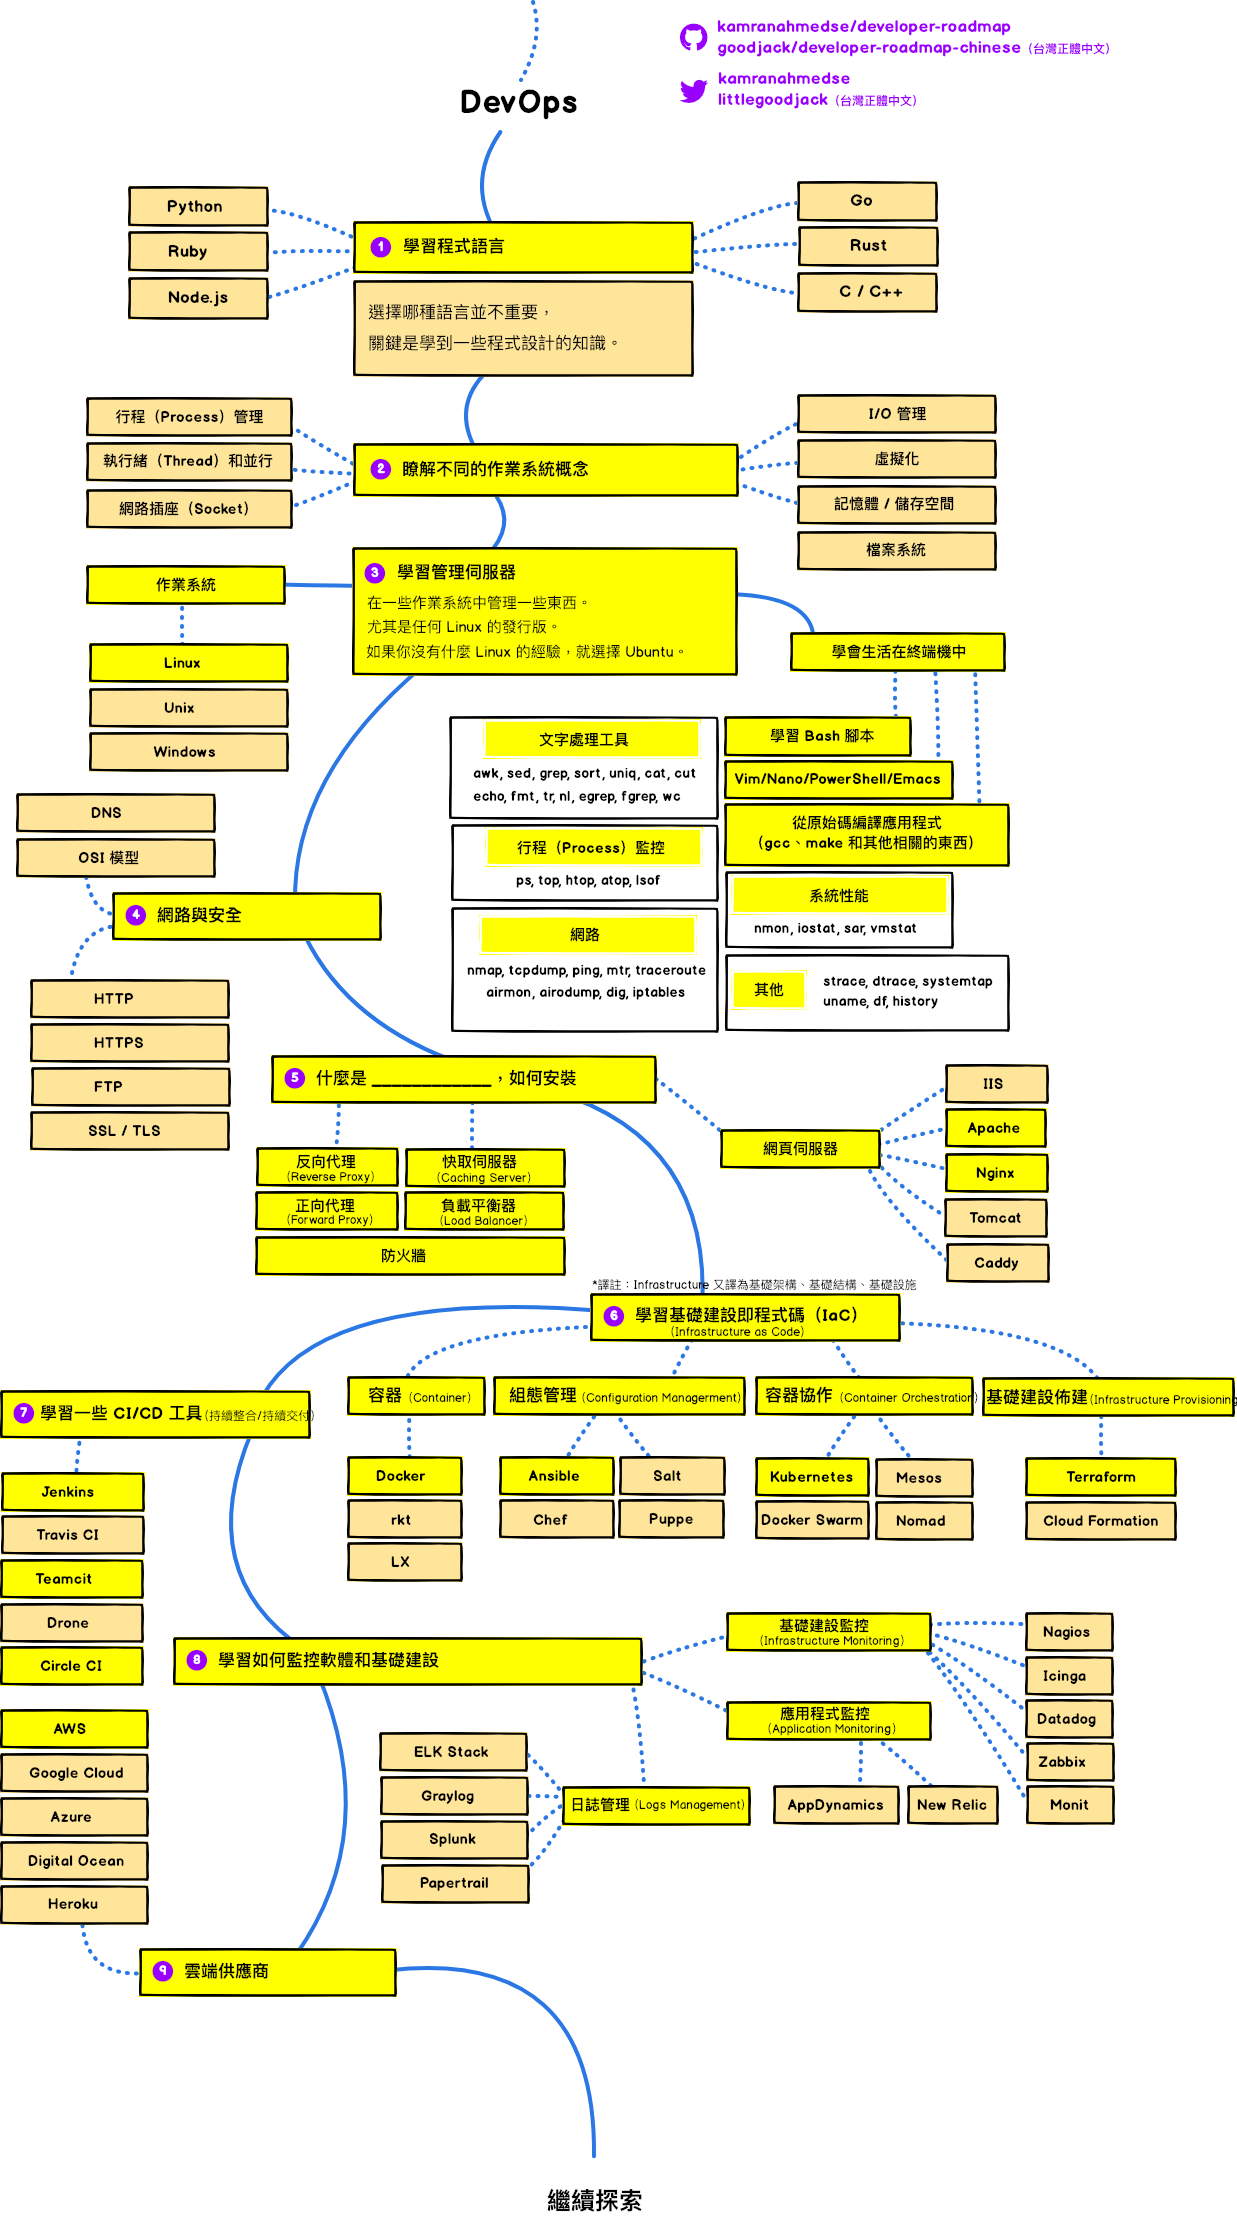 kamranahmedse/developer-roadmap
goodjack/developer-roadmap-chinese（台灣正體中文）
kamranahmedse
littlegoodjack（台灣正體中文）
DevOps
Python
Ruby
Node.js
1 學習程式語言
Go
Rust
C / C++
選擇哪種語言並不重要，
關鍵是學到一些程式設計的知識。
行程（Process）管理
執行緒（Thread）和並行
網路插座（Socket）
2 瞭解不同的作業系統概念
I/O 管理
虛擬化
記憶體 / 儲存空間
檔案系統
作業系統
3 學習管理伺服器
在一些作業系統中管理一些東西。
尤其是任何 Linux 的發行版。
如果你沒有什麼 Linux 的經驗，就選擇 Ubuntu。
Linux
Unix
Windows
學會生活在終端機中
文字處理工具
awk, sed, grep, sort, uniq, cat, cut
echo, fmt, tr, nl, egrep, fgrep, wc
行程（Process）監控
ps, top, htop, atop, lsof
網路
nmap, tcpdump, ping, mtr, traceroute
airmon, airodump, dig, iptables
學習 Bash 腳本
Vim/Nano/PowerShell/Emacs
從原始碼編譯應用程式
（gcc、make 和其他相關的東西）
系統性能
nmon, iostat, sar, vmstat
其他
strace, dtrace, systemtap
uname, df, history
DNS
OSI 模型
4 網路與安全
HTTP
HTTPS
FTP
SSL / TLS
5 什麼是 ____________，如何安裝
反向代理
（Reverse Proxy）
快取伺服器
（Caching Server）
正向代理
（Forward Proxy）
負載平衡器
（Load Balancer）
防火牆
網頁伺服器
IIS
Apache
Nginx
Tomcat
Caddy
*譯註：Infrastructure 又譯為基礎架構、基礎結構、基礎設施
6 學習基礎建設即程式碼（IaC）
（Infrastructure as Code）
容器（Container）
組態管理（Configuration Managerment）
容器協作（Container Orchestration）
基礎建設佈建（Infrastructure Provisioning
Docker
rkt
LX
Ansible
Salt
Chef
Puppe
Kubernetes
Mesos
Docker Swarm
Nomad
Terraform
Cloud Formation
7 學習一些 CI/CD 工具（持續整合/持續交付）
Jenkins
Travis CI
Teamcit
Drone
Circle CI
8 學習如何監控軟體和基礎建設
基礎建設監控
（Infrastructure Monitoring）
應用程式監控
（Application Monitoring）
Nagios
Icinga
Datadog
Zabbix
Monit
AppDynamics
New Relic
日誌管理（Logs Management）
ELK Stack
Graylog
Splunk
Papertrail
AWS
Google Cloud
Azure
Digital Ocean
Heroku
9 雲端供應商
繼續探索